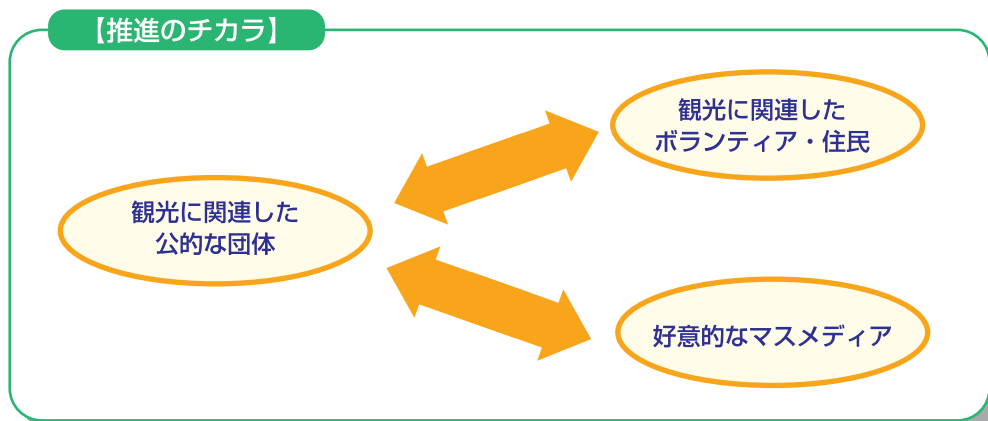 【推進のチカラ】
観光に関連した
ボランティア・住民
観光に関連した
公的な団体
好意的なマスメディア